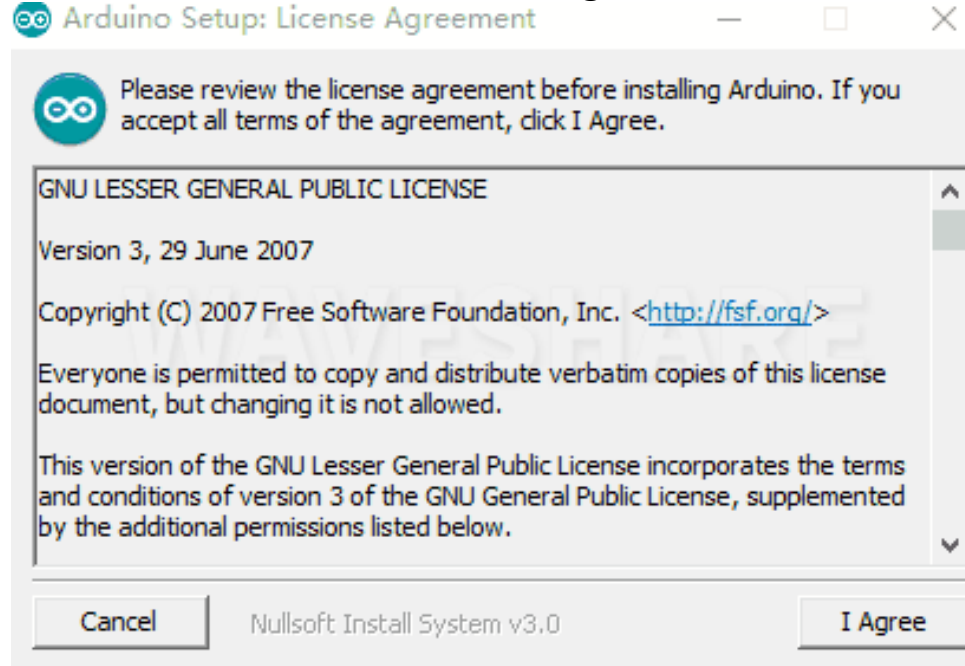 Arduino Setup: License Agreement
Please review the license agreement before installing Arduino. If you
accept all terms of the agreement, click I Agree.
GNU LESSER GENERAL PUBLIC LICENSE
Version 3, 29 June 2007
Copyright (C) 2007 Free Software Foundation, Inc. <http://fsf.org/>
Everyone is permitted to copy and distribute verbatim copies of this license
document, but changing it is not allowed.
This version of the GNU Lesser General Public License incorporates the terms
and conditions of version 3 of the GNU General Public License, supplemented
by the additional permissions listed below.
WAVESHARE
Cancel
Nullsoft Install System v3.0
I Agree